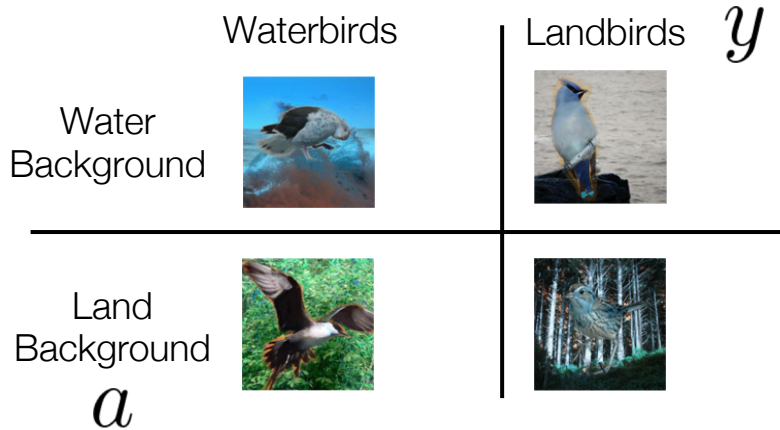 Waterbirds
Landbirds
y
Water
Background
Land
Background
a